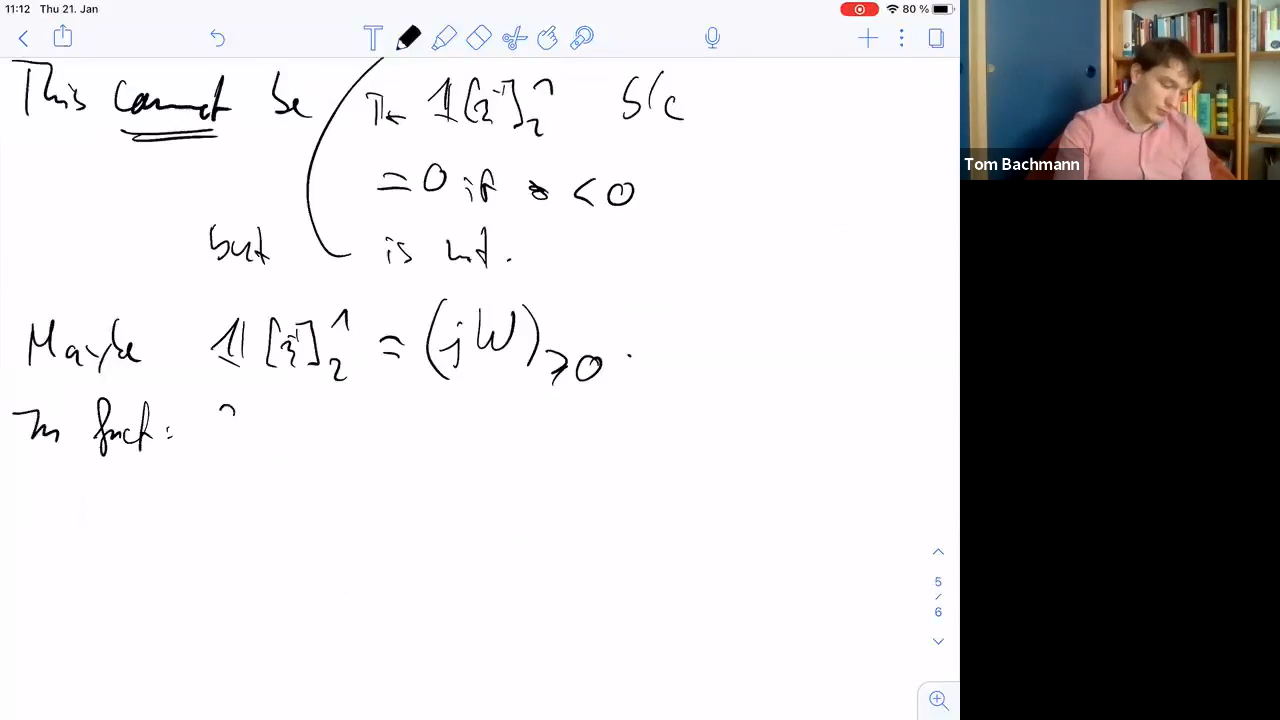 11:12 Thu 21. Jan 80 %
This cannot be π_* 𝟙[η⁻¹]^∧_2 b/c
= 0 if * < 0
but is not.
Maybe 𝟙[η⁻¹]^∧_2 = (jW)_{≥0}.
In fact:
5
/
6
Tom Bachmann